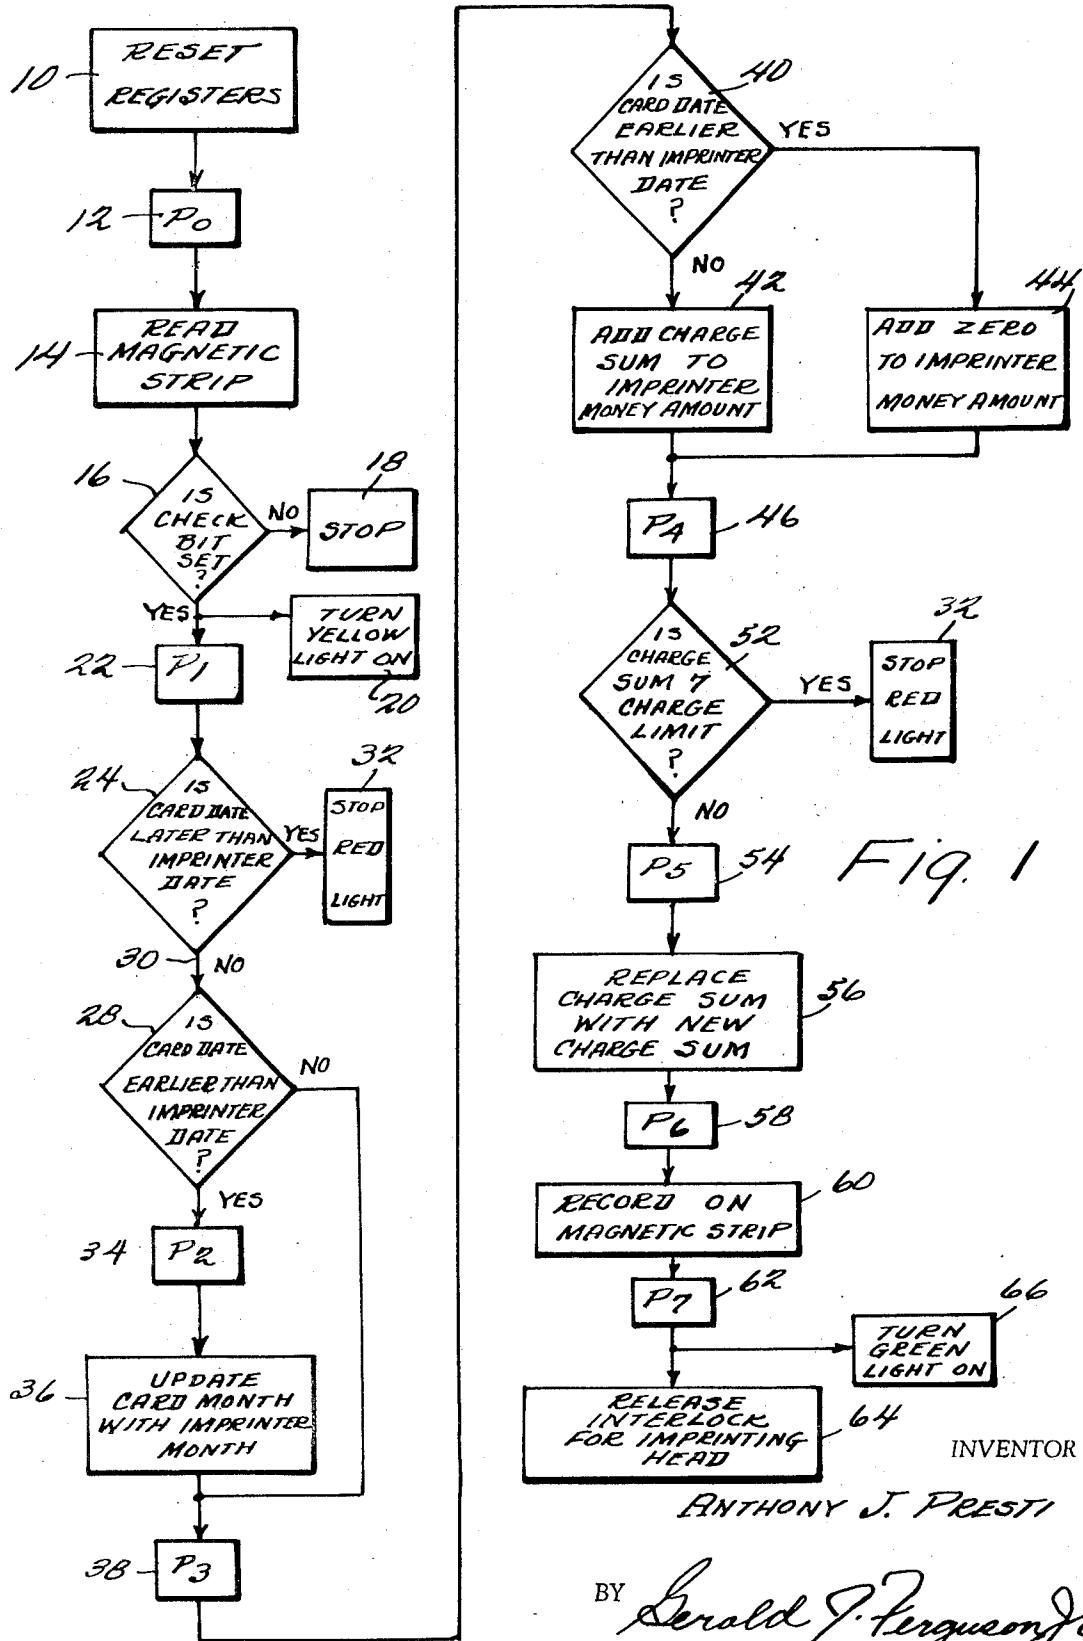 RESET
REGISTERS
10
12
P0
READ
MAGNETIC
STRIP
14
16
IS
CHECK
BIT
SET
?
NO
18
STOP
YES
TURN
YELLOW
LIGHT ON
20
22
P1
24
IS
CARD DATE
LATER THAN
IMPRINTER
DATE
?
YES
32
STOP
RED
LIGHT
30
NO
28
IS
CARD DATE
EARLIER THAN
IMPRINTER
DATE
?
NO
YES
34
P2
36
UPDATE
CARD MONTH
WITH IMPRINTER
MONTH
38
P3
IS
CARD DATE
EARLIER
THAN IMPRINTER
DATE
?
40
YES
NO
42
ADD CHARGE
SUM TO
IMPRINTER
MONEY AMOUNT
44
ADD ZERO
TO IMPRINTER
MONEY AMOUNT
P4
46
IS
CHARGE
SUM 7
CHARGE
LIMIT
?
52
YES
32
STOP
RED
LIGHT
NO
P5
54
Fig. 1
REPLACE
CHARGE SUM
WITH NEW
CHARGE SUM
56
P6
58
RECORD ON
MAGNETIC STRIP
60
P7
62
66
TURN
GREEN
LIGHT ON
RELEASE
INTERLOCK
FOR IMPRINTING
HEAD
64
INVENTOR
ANTHONY J. PRESTI
BY Gerald J. Ferguson, Jr.